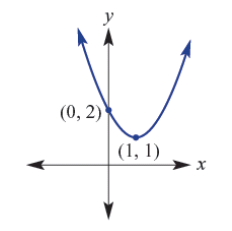 y
(0, 2)
(1, 1)
x